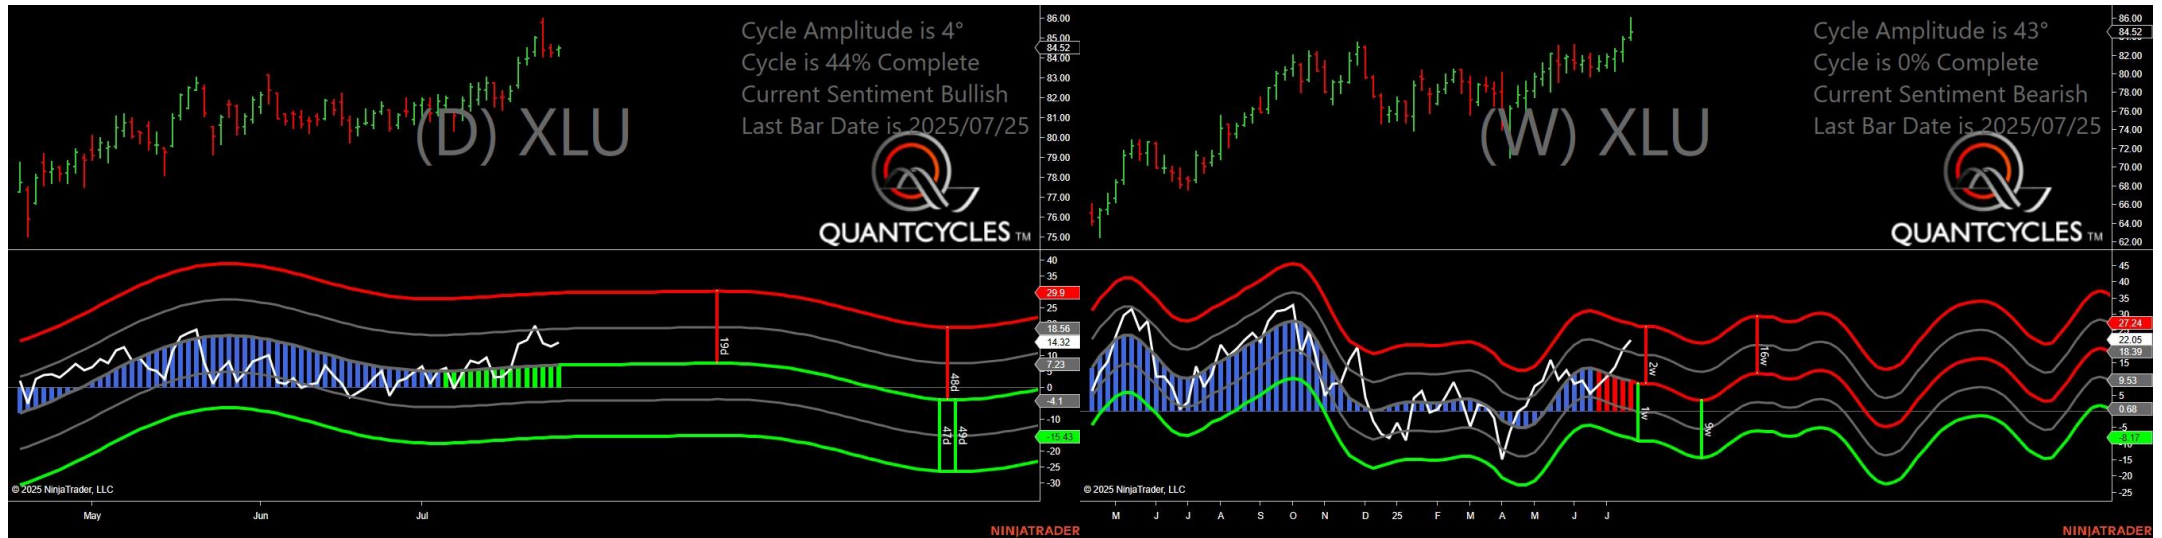 Cycle Amplitude is 4°
Cycle is 44% Complete
Current Sentiment Bullish
Last Bar Date is 2025/07/25
(D) XLU
QUANTCYCLES TM
86.00
85.00
84.52
84.00
83.00
82.00
81.00
80.00
79.00
78.00
77.00
76.00
75.00
40
35
29.9
25
18.56
14.32
10
7.23
0
-4.1
-10
-15.43
-20
-25
-30
19d
48d
47d
49d
© 2025 NinjaTrader, LLC
May Jun Jul
NINJATRADER
Cycle Amplitude is 43°
Cycle is 0% Complete
Current Sentiment Bearish
Last Bar Date is 2025/07/25
(W) XLU
QUANTCYCLES TM
86.00
84.52
82.00
80.00
78.00
76.00
74.00
72.00
70.00
68.00
66.00
64.00
62.00
45
40
35
30
27.24
22.05
18.39
15
9.53
5
0.68
-5
-8.17
-15
-20
-25
2w
16w
1w
9w
© 2025 NinjaTrader, LLC
M J J A S O N D 25 F M A M J J
NINJATRADER